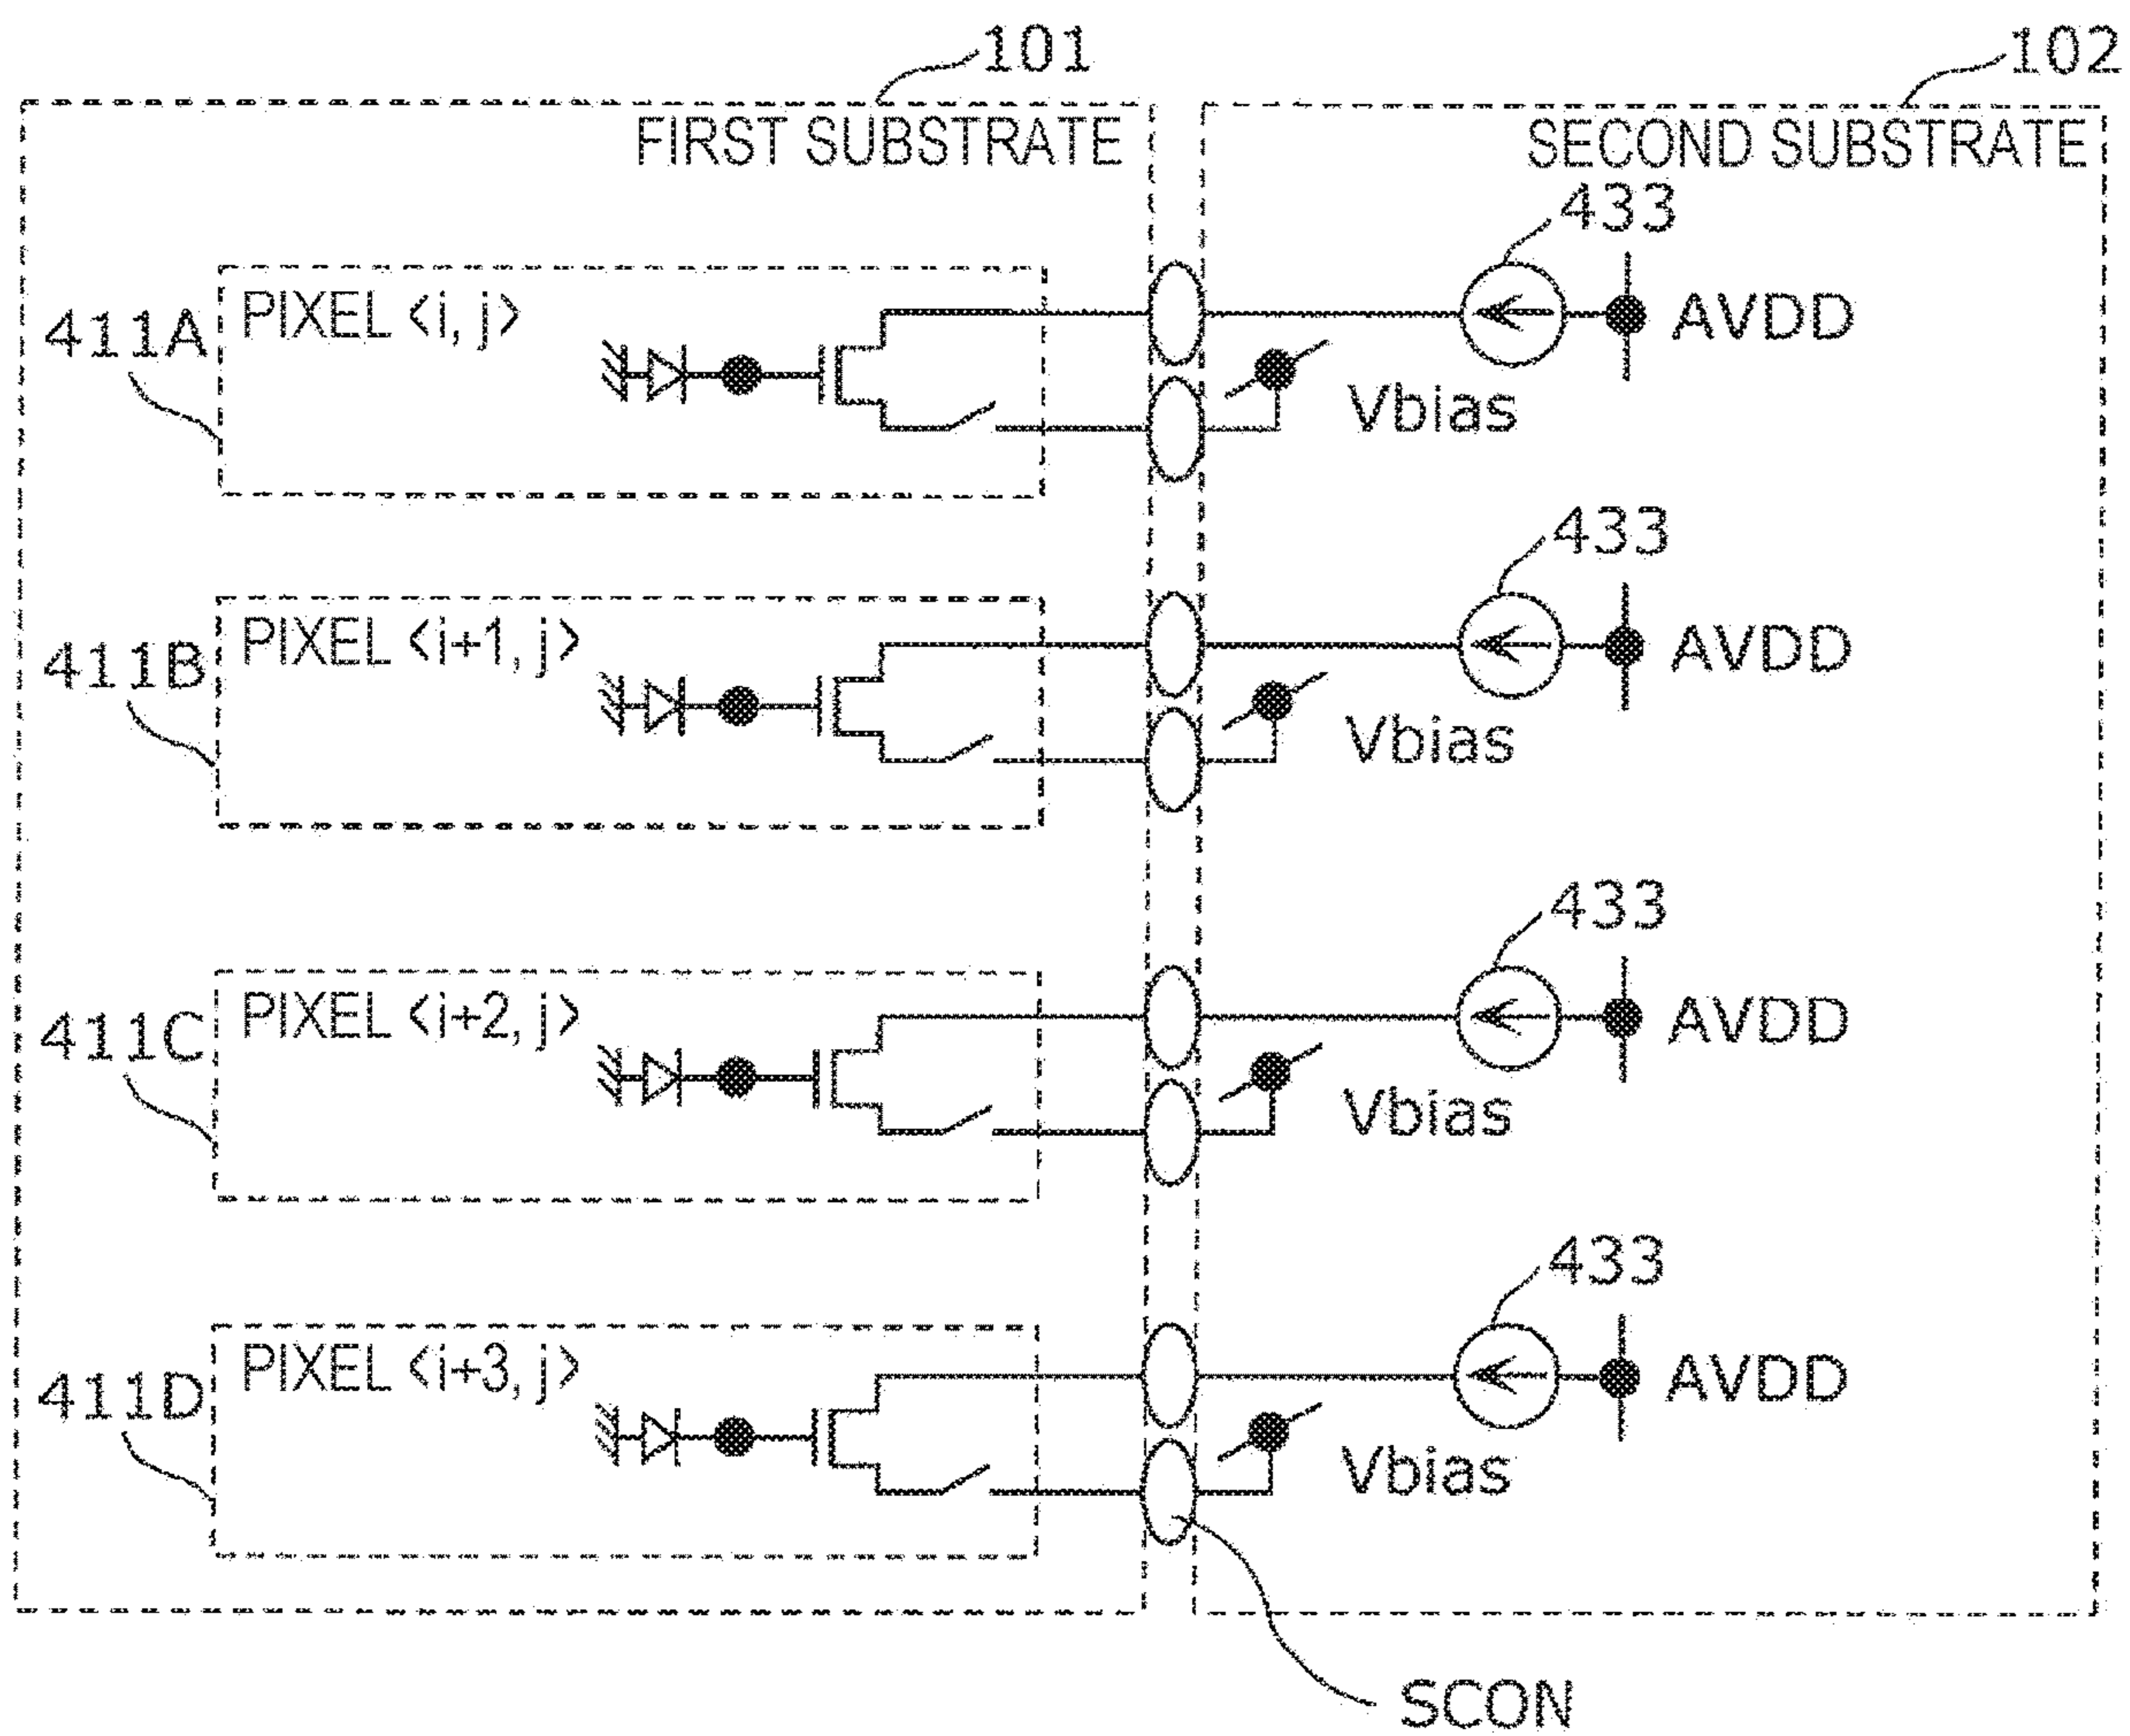 101
102
FIRST SUBSTRATE
SECOND SUBSTRATE
433
411A
PIXEL <i, j>
AVDD
Vbias
433
411B
PIXEL <i+1, j>
AVDD
Vbias
433
411C
PIXEL <i+2, j>
AVDD
Vbias
433
411D
PIXEL <i+3, j>
AVDD
Vbias
SCON